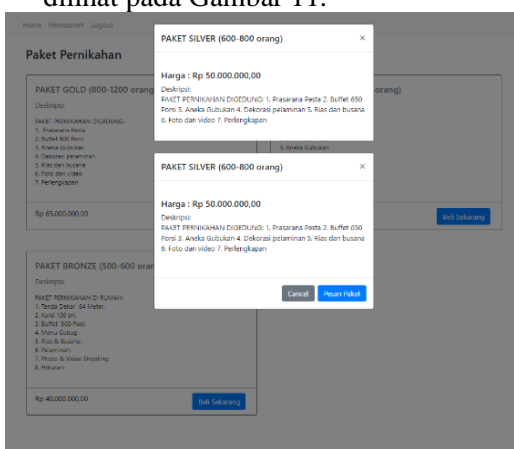 dilihat pada Gambar 11.
Home Pemesanan Logout
Paket Pernikahan
PAKET SILVER (600-800 orang) ×
Harga : Rp 50.000.000,00
Deskripsi:
PAKET PERNIKAHAN DIGEDUNG: 1. Prasarana Pesta 2. Buffet 650
Porsi 3. Aneka Gubukan 4. Dekorasi pelaminan 5. Rias dan busana
6. Foto dan video 7. Perlengkapan
PAKET SILVER (600-800 orang) ×
Harga : Rp 50.000.000,00
Deskripsi:
PAKET PERNIKAHAN DIGEDUNG: 1. Prasarana Pesta 2. Buffet 650
Porsi 3. Aneka Gubukan 4. Dekorasi pelaminan 5. Rias dan busana
6. Foto dan video 7. Perlengkapan
Cancel Pesan Paket
PAKET GOLD (800-1200 orang
Deskripsi:
PAKET PERNIKAHAN DIGEDUNG:
1. Prasarana Pesta
2. Buffet 800 Porsi
3. Aneka Gubukan
4. Dekorasi pelaminan
5. Rias dan busana
6. Foto dan video
7. Perlengkapan
Rp 65.000.000,00
orang)
5. Aneka Gubukan
Beli Sekarang
PAKET BRONZE (500-600 oran
Deskripsi:
PAKET PERNIKAHAN DI RUMAH:
1. Tenda Dekor 64 Meter.
2. Kursi 100 bh.
3. Buffet 500 Porsi
4. Menu Gubug:
5. Rias & Busana:
6. Pelaminan:
7. Photo & Video Shooting:
8. Hiburan:
Rp 40.000.000,00
Beli Sekarang